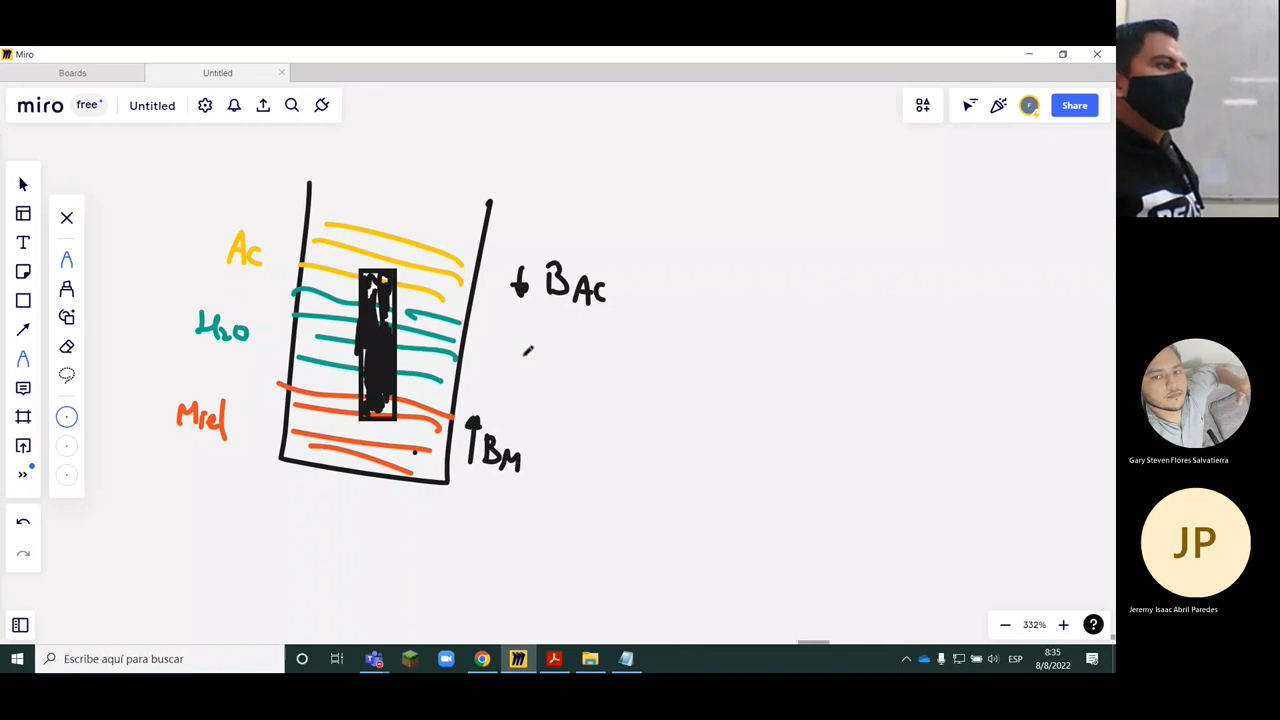 Miro
Boards
Untitled
miro free
Untitled
Share
Ac
H2O
Miel
BAC
BM
332%
Gary Steven Flores Salvatierra
JP
Jeremy Isaac Abril Paredes
Escribe aquí para buscar
ESP
8:35
8/8/2022